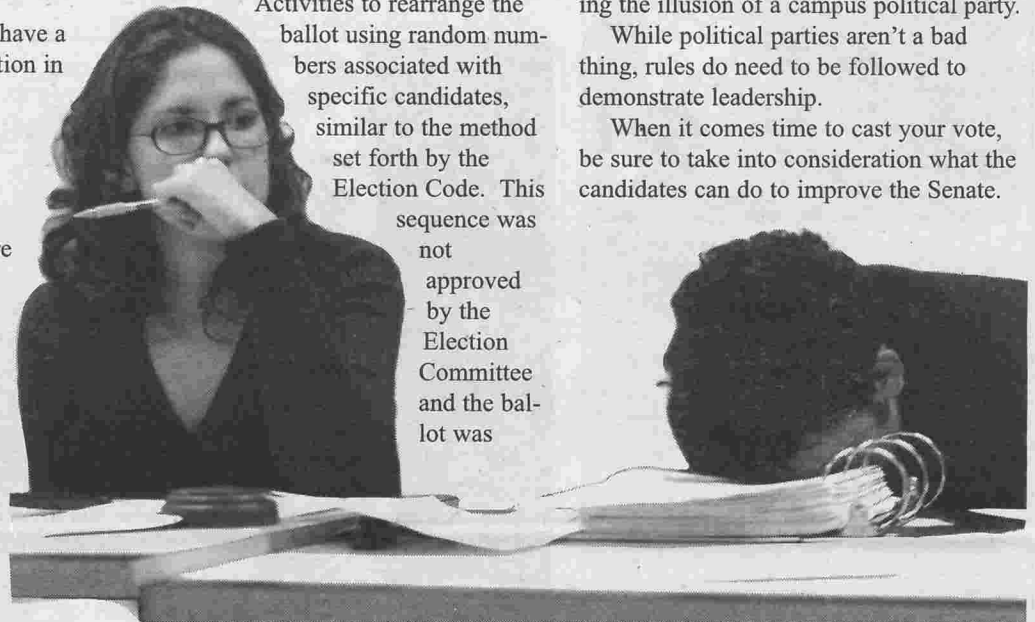 have a
tion in
e
Activities to rearrange the
ballot using random num-
bers associated with
specific candidates,
similar to the method
set forth by the
Election Code. This
sequence was
not
approved
by the
Election
Committee
and the bal-
lot was
ing the illusion of a campus political party.
While political parties aren't a bad
thing, rules do need to be followed to
demonstrate leadership.
When it comes time to cast your vote,
be sure to take into consideration what the
candidates can do to improve the Senate.